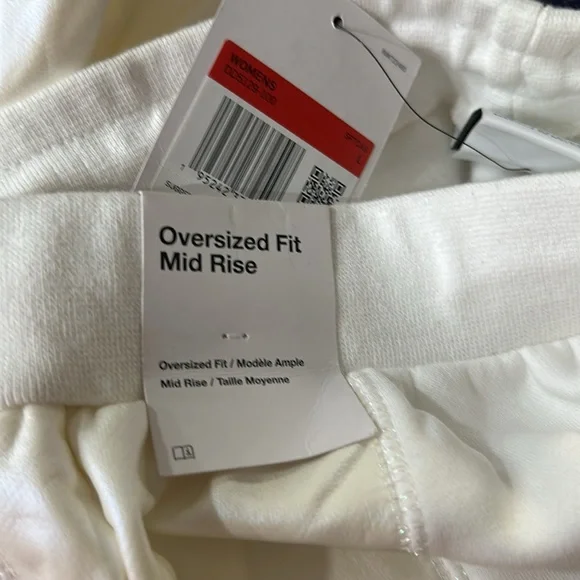 WOMENS
L
Oversized Fit
Mid Rise
Oversized Fit / Modèle Ample
Mid Rise / Taille Moyenne